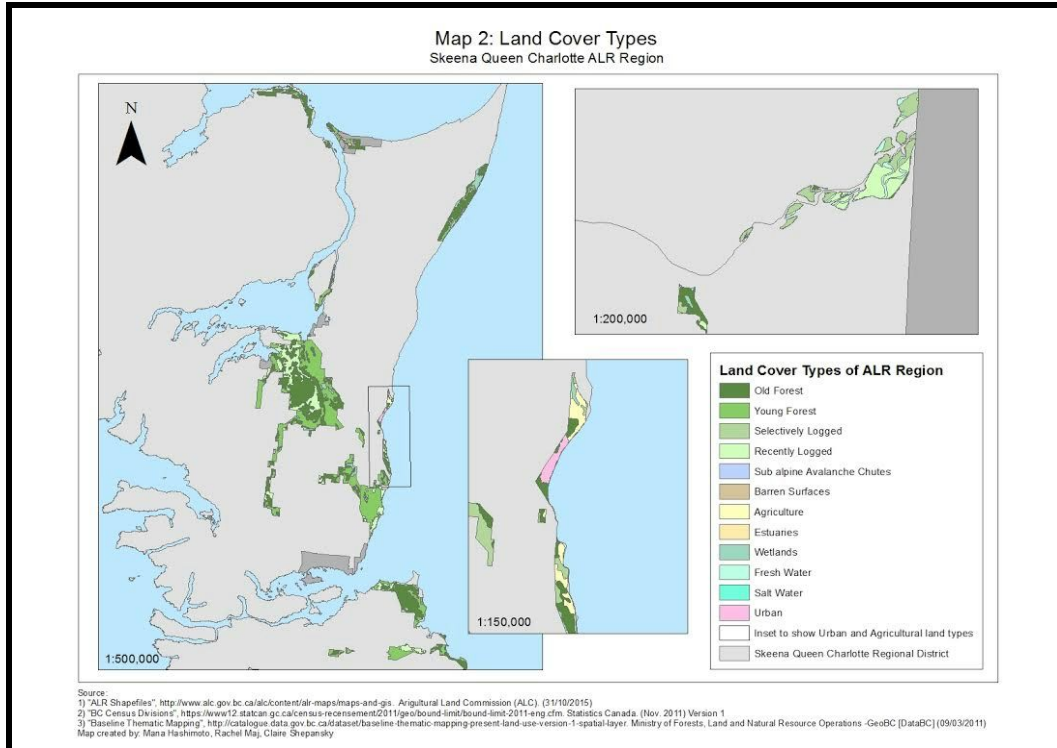 Map 2: Land Cover Types
Skeena Queen Charlotte ALR Region
N
1:500,000
1:200,000
1:150,000
Land Cover Types of ALR Region
Old Forest
Young Forest
Selectively Logged
Recently Logged
Sub alpine Avalanche Chutes
Barren Surfaces
Agriculture
Estuaries
Wetlands
Fresh Water
Salt Water
Urban
Inset to show Urban and Agricultural land types
Skeena Queen Charlotte Regional District
Source:
1) "ALR Shapefiles", http://www.alc.gov.bc.ca/alc/content/alr-maps/maps-and-gis. Arigultural Land Commission (ALC). (31/10/2015)
2) "BC Census Divisions", https://www12.statcan.gc.ca/census-recensement/2011/geo/bound-limit/bound-limit-2011-eng.cfm. Statistics Canada. (Nov. 2011) Version 1
3) "Baseline Thematic Mapping", http://catalogue.data.gov.bc.ca/dataset/baseline-thematic-mapping-present-land-use-version-1-spatial-layer. Ministry of Forests, Land and Natural Resource Operations -GeoBC [DataBC] (09/03/2011)
Map created by: Mana Hashimoto, Rachel Maj, Claire Shepansky